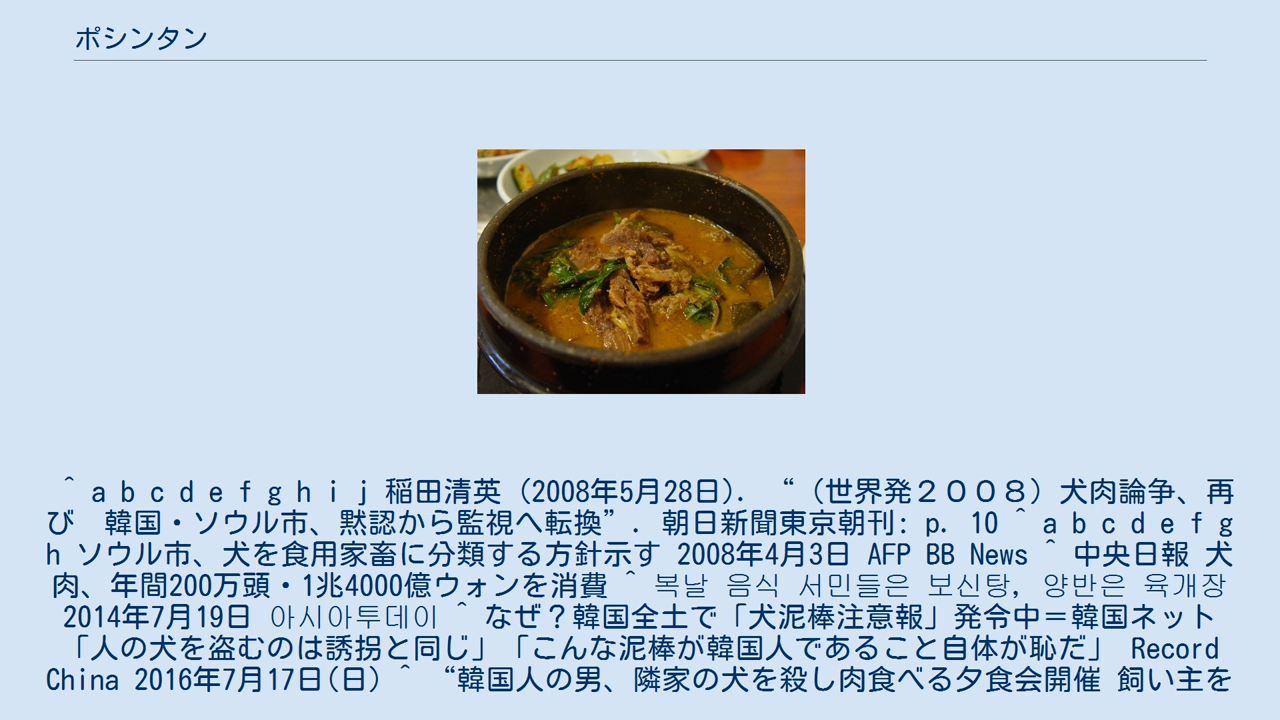 ポシンタン
^ a b c d e f g h i j 稲田清英 (2008年5月28日). “（世界発２００８）犬肉論争、再
び 韓国・ソウル市、黙認から監視へ転換”. 朝日新聞東京朝刊: p. 10 ^ a b c d e f g
h ソウル市、犬を食用家畜に分類する方針示す 2008年4月3日 AFP BB News ^ 中央日報 犬
肉、年間200万頭・1兆4000億ウォンを消費 ^ 복날 음식 서민들은 보신탕, 양반은 육개장
2014年7月19日 아시아투데이 ^ なぜ？韓国全土で「犬泥棒注意報」発令中＝韓国ネット
「人の犬を盗むのは誘拐と同じ」「こんな泥棒が韓国人であること自体が恥だ」 Record
China 2016年7月17日(日) ^ “韓国人の男、隣家の犬を殺し肉食べる夕食会開催 飼い主を